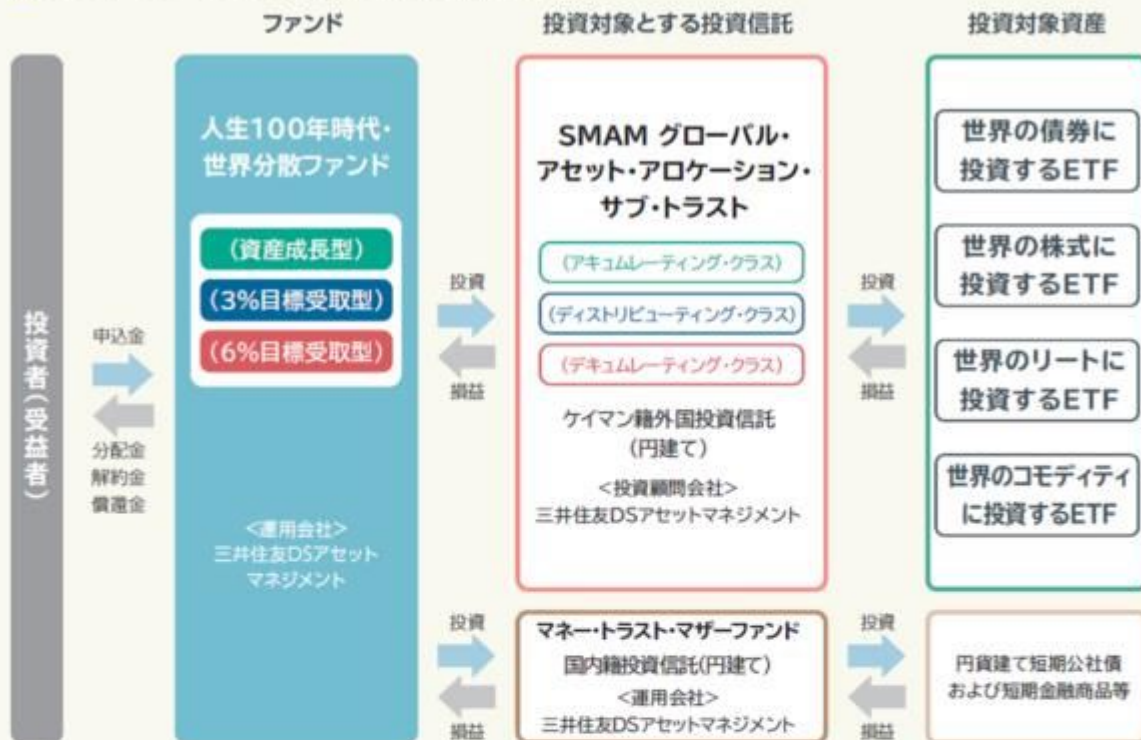 ファンド
投資対象とする投資信託
投資対象資産
投資者(受益者)
申込金
分配金
解約金
償還金
人生100年時代・
世界分散ファンド
(資産成長型)
(3%目標受取型)
(6%目標受取型)
<運用会社>
三井住友DSアセット
マネジメント
投資
損益
SMAM グローバル・
アセット・アロケーション・
サブ・トラスト
(アキュムレーティング・クラス)
(ディストリビューティング・クラス)
(デキュムレーティング・クラス)
ケイマン籍外国投資信託
(円建て)
<投資顧問会社>
三井住友DSアセットマネジメント
投資
損益
世界の債券に
投資するETF
世界の株式に
投資するETF
世界のリートに
投資するETF
世界のコモディティ
に投資するETF
投資
損益
マネー・トラスト・マザーファンド
国内籍投資信託(円建て)
<運用会社>
三井住友DSアセットマネジメント
投資
損益
円貨建て短期公社債
および短期金融商品等